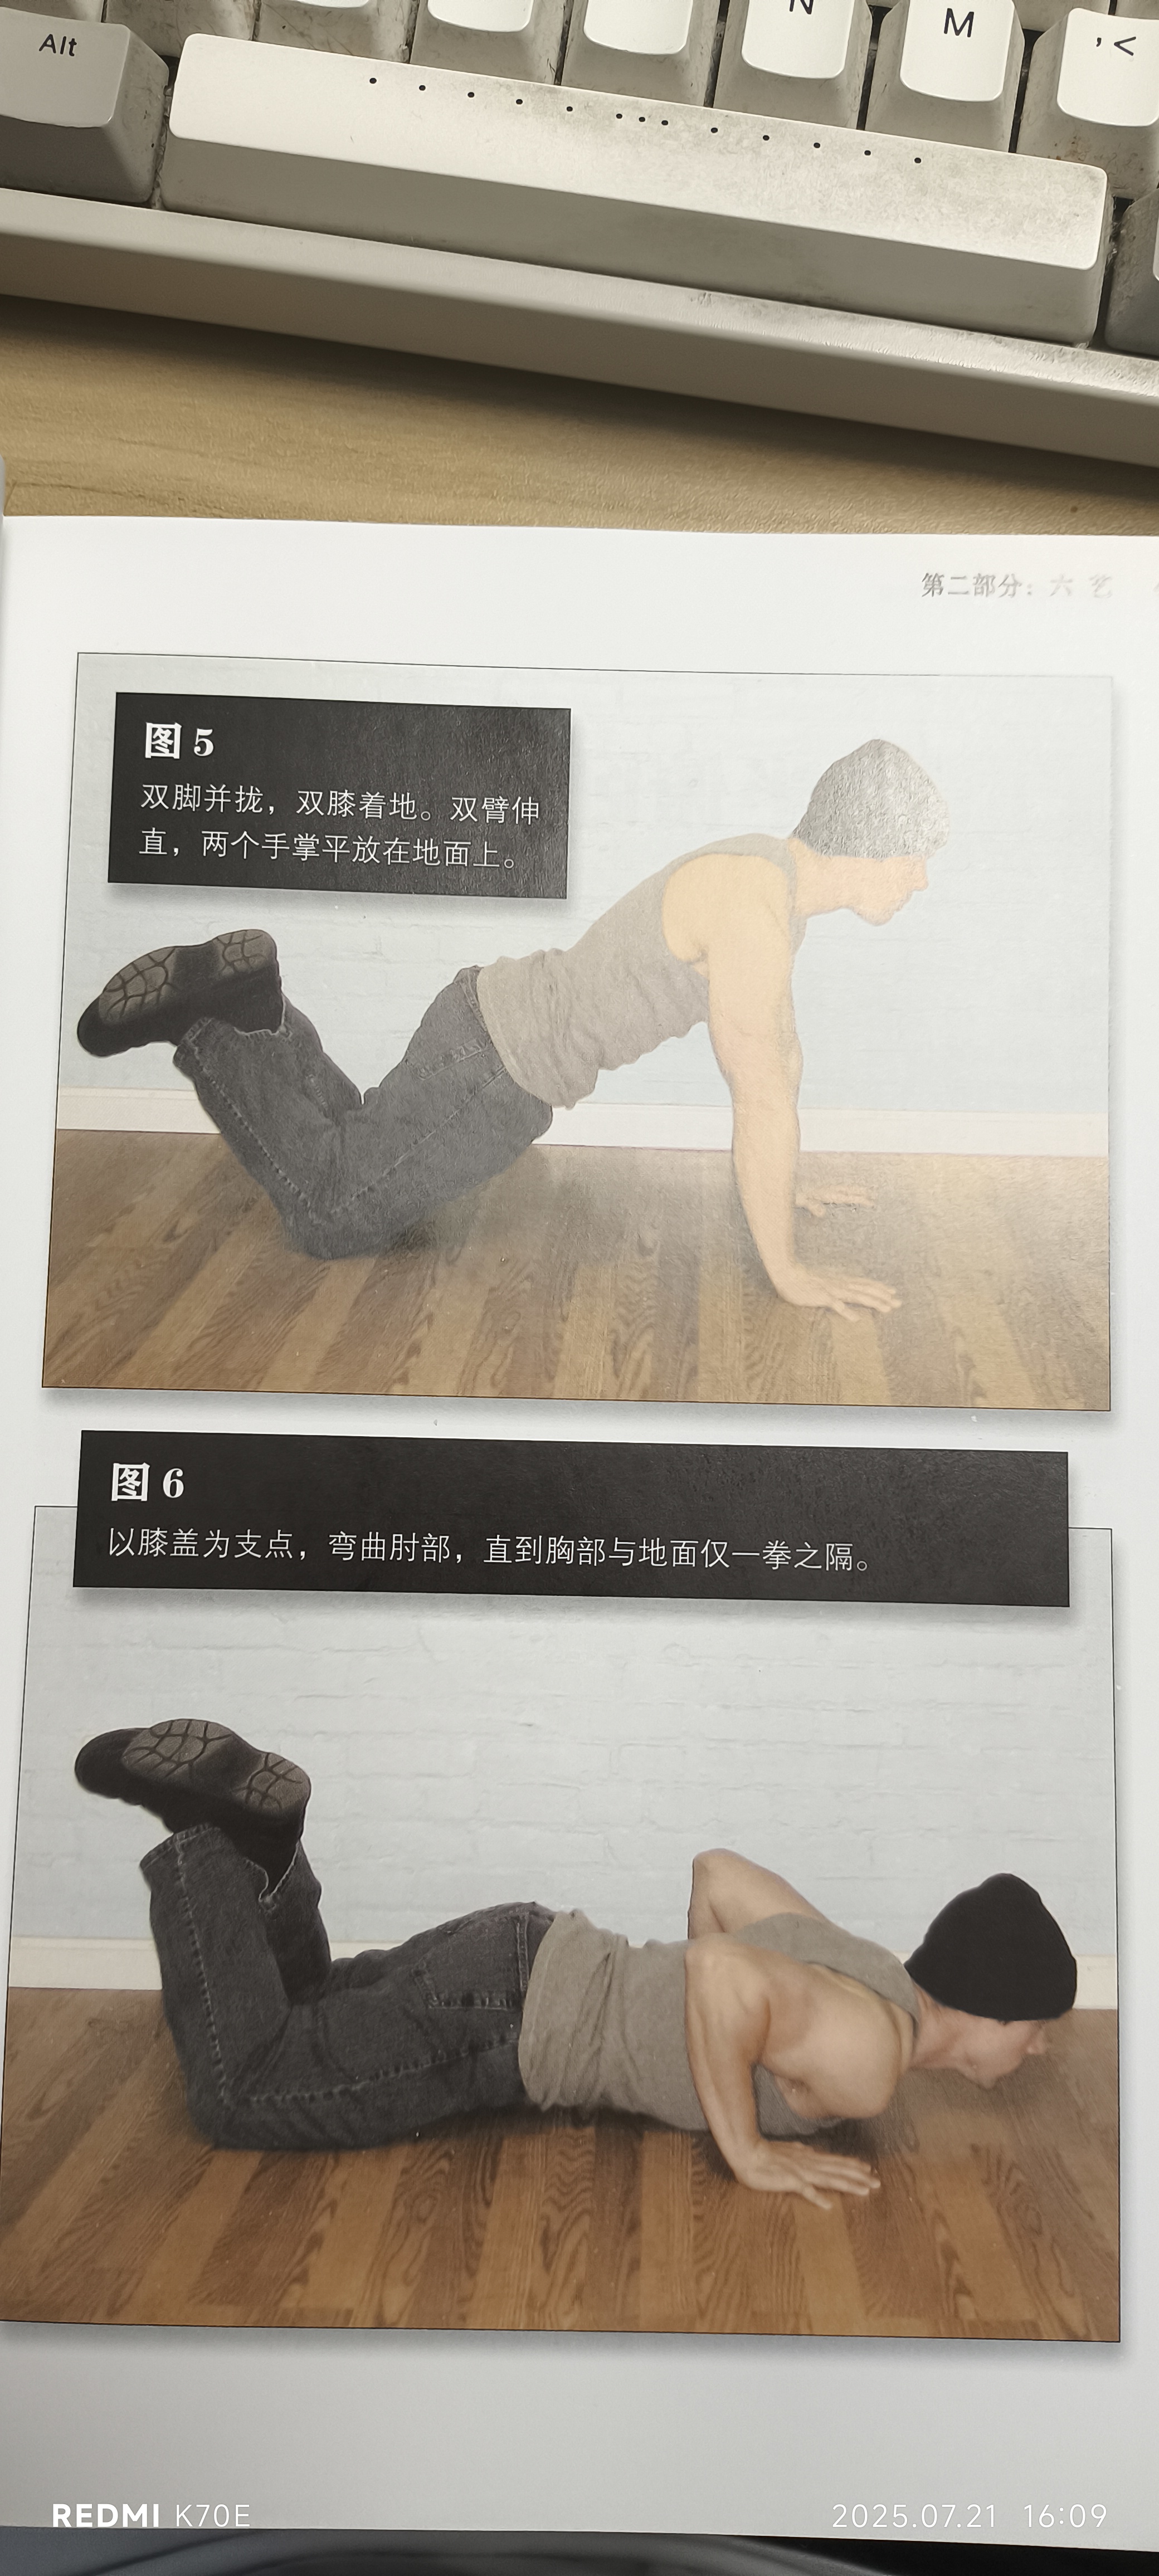 Alt
N
M
, <
第二部分：六 艺
图 5
双脚并拢，双膝着地。双臂伸
直，两个手掌平放在地面上。
图 6
以膝盖为支点，弯曲肘部，直到胸部与地面仅一拳之隔。
REDMI K70E
2025.07.21 16:09